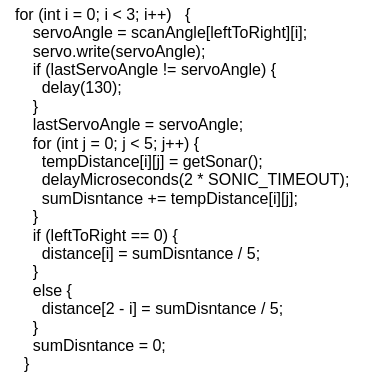 for (int i = 0; i < 3; i++)   {
    servoAngle = scanAngle[leftToRight][i];
    servo.write(servoAngle);
    if (lastServoAngle != servoAngle) {
      delay(130);
    }
    lastServoAngle = servoAngle;
    for (int j = 0; j < 5; j++) {
      tempDistance[i][j] = getSonar();
      delayMicroseconds(2 * SONIC_TIMEOUT);
      sumDisntance += tempDistance[i][j];
    }
    if (leftToRight == 0) {
      distance[i] = sumDisntance / 5;
    }
    else {
      distance[2 - i] = sumDisntance / 5;
    }
    sumDisntance = 0;
  }